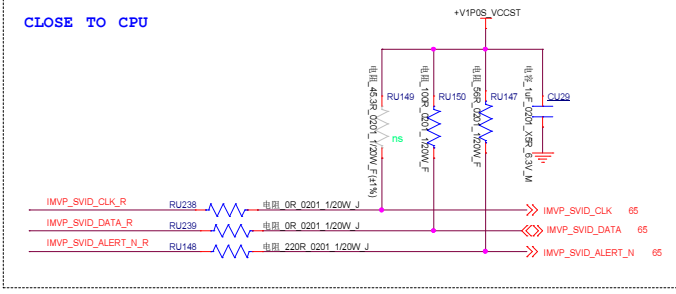 CLOSE TO CPU
+V1P0S_VCCST
电阻_45.3R_0201_1/20W_F(±1%)
RU149
ns
电阻_100R_0201_1/20W_F
RU150
电阻_56R_0201_1/20W_F
RU147
电容_1uF_0201_X5R_6.3V_M
CU29
IMVP_SVID_CLK_R
RU238
电阻_0R_0201_1/20W_J
IMVP_SVID_CLK 65
IMVP_SVID_DATA_R
RU239
电阻_0R_0201_1/20W_J
IMVP_SVID_DATA 65
IMVP_SVID_ALERT_N_R
RU148
电阻_220R_0201_1/20W_J
IMVP_SVID_ALERT_N 65